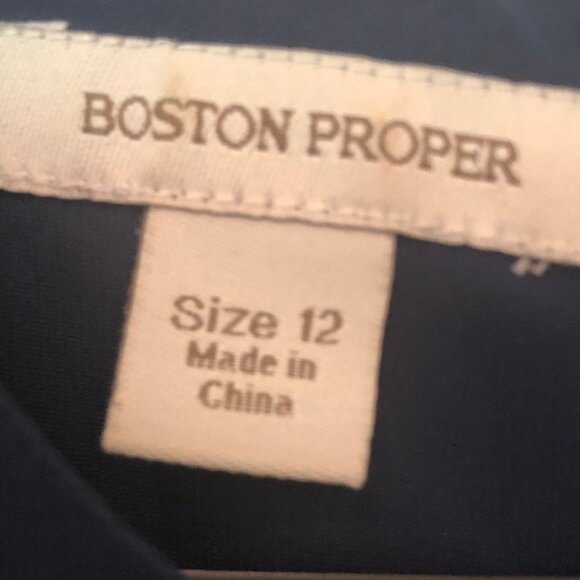 BOSTON PROPER
Size 12
Made in
China